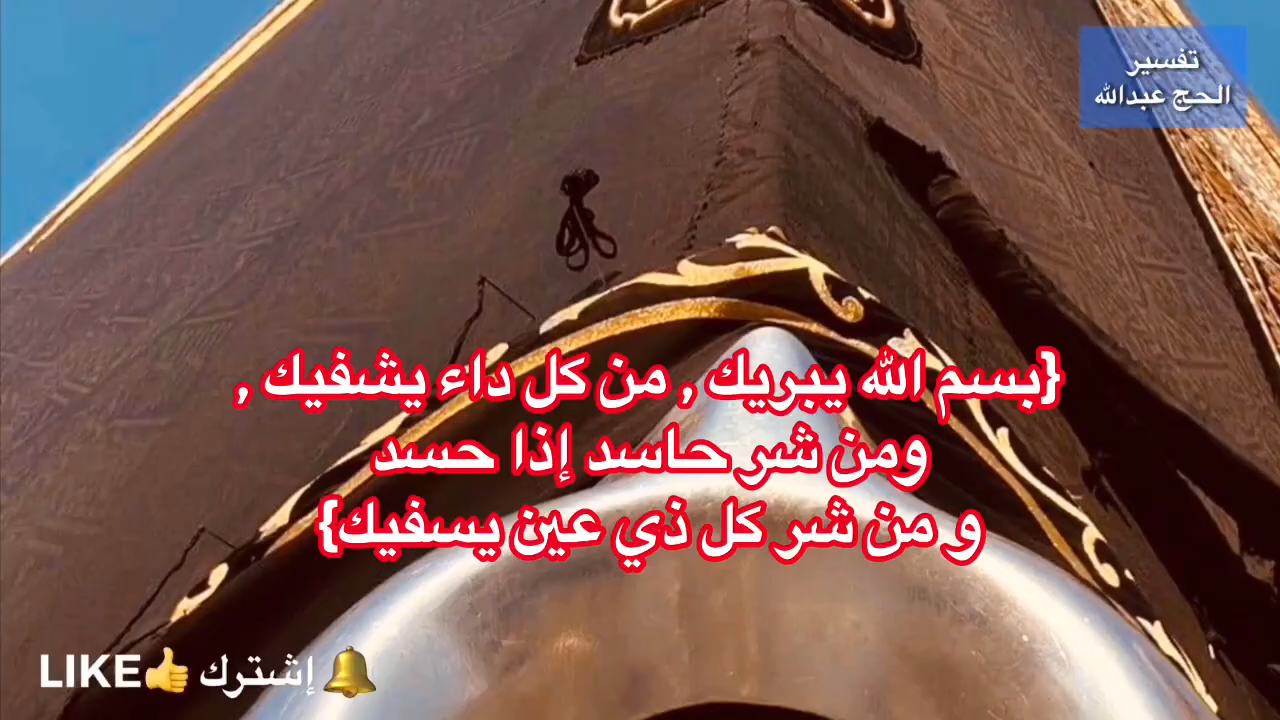 تفسير
الحج عبدالله
{بسم الله يبريك , من كل داء يشفيك ,
ومن شر حاسد إذا حسد
و من شر كل ذي عين يسفيك}
LIKE👍إشترك🔔